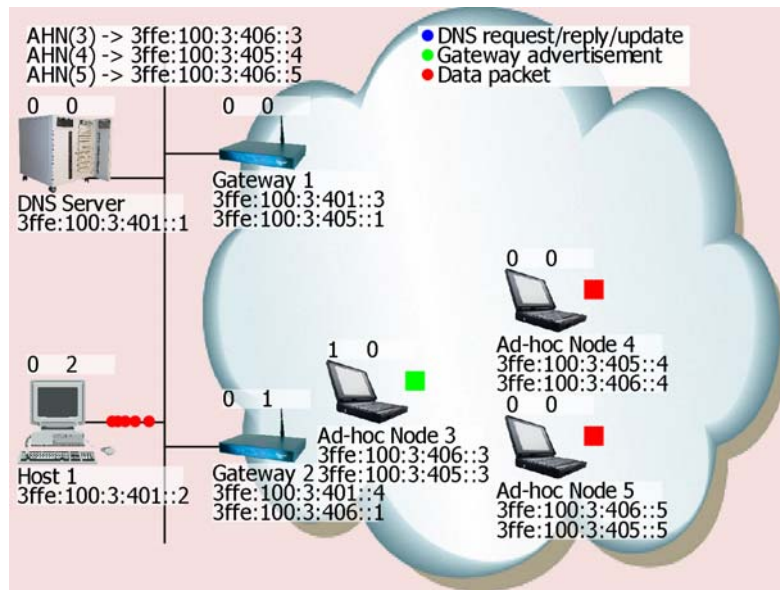 AHN(3) -> 3ffe:100:3:406::3
AHN(4) -> 3ffe:100:3:405::4
AHN(5) -> 3ffe:100:3:406::5
DNS request/reply/update
Gateway advertisement
Data packet
0 0
DNS Server
3ffe:100:3:401::1
0 0
Gateway 1
3ffe:100:3:401::3
3ffe:100:3:405::1
0 0
Ad-hoc Node 4
3ffe:100:3:405::4
3ffe:100:3:406::4
1 0
Ad-hoc Node 3
3ffe:100:3:406::3
3ffe:100:3:405::3
0 2
Host 1
3ffe:100:3:401::2
0 1
Gateway 2
3ffe:100:3:401::4
3ffe:100:3:406::1
0 0
Ad-hoc Node 5
3ffe:100:3:406::5
3ffe:100:3:405::5